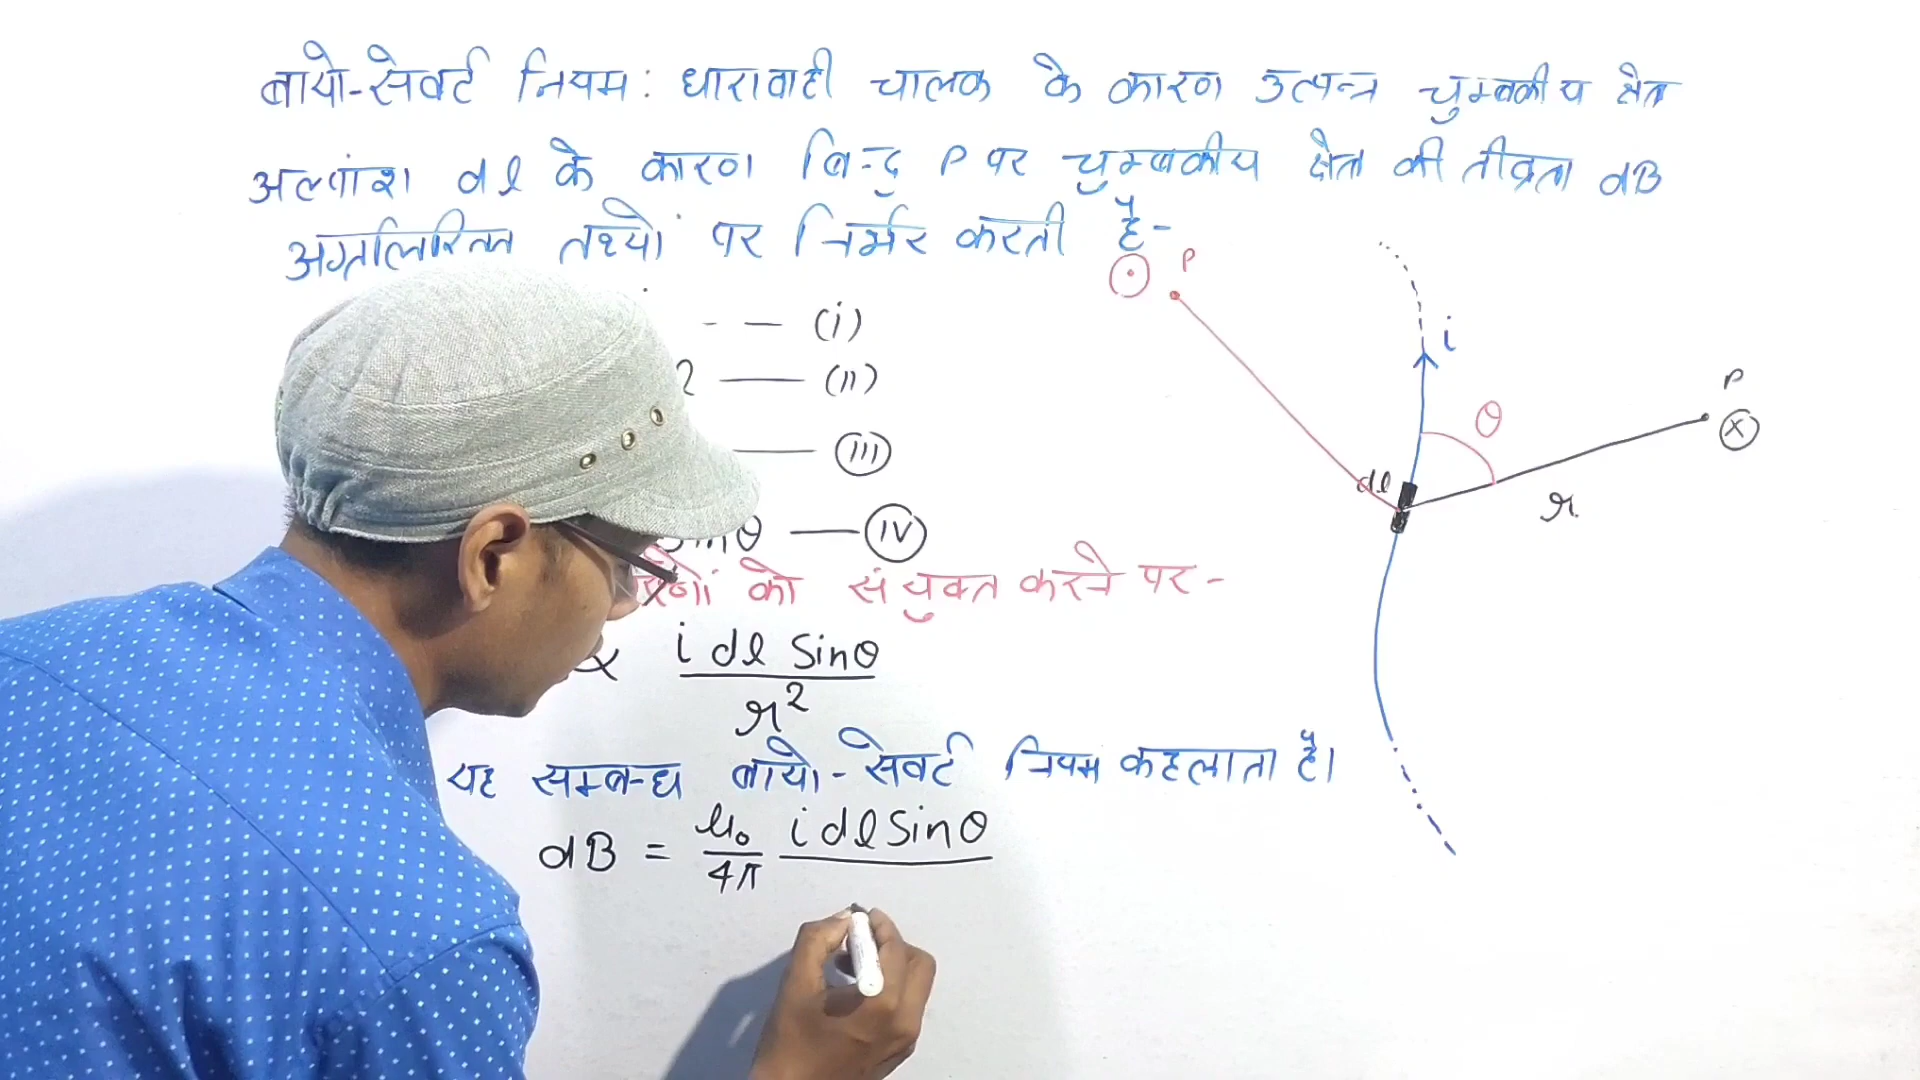 बायो-सेवर्ट नियम: धारावाही चालक के कारण उत्पन्न चुम्बकीय क्षेत्र
अल्पांश dl के कारण बिन्दु P पर चुम्बकीय क्षेत्र की तीव्रता dB
अग्रलिखित तथ्यों पर निर्भर करती है-
P
- — (i)
i
2 — (II)
P
θ
— (III)
dl
r
sinθ — (IV)
को संयुक्त करने पर-
∝ i dl Sinθ
r²
यह सम्बन्ध बायो-सेवर्ट नियम कहलाता है।
dB = μ₀ i dl Sinθ
4π